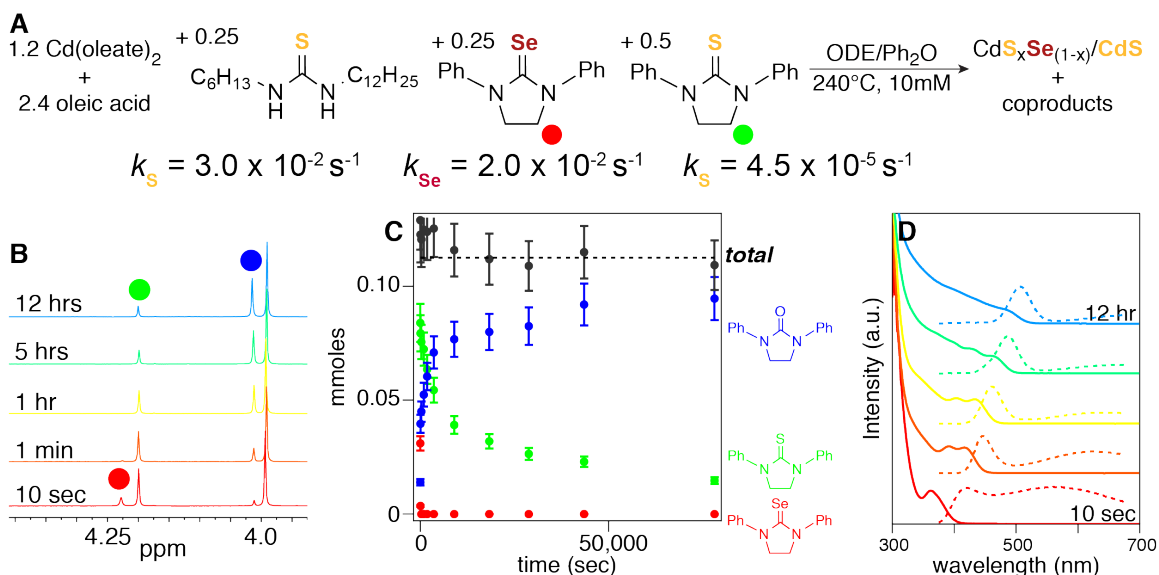 A
1.2 Cd(oleate)2
+
2.4 oleic acid
+ 0.25
S
C6H13
N
H
N
H
C12H25
+ 0.25
Se
Ph
N
N
Ph
+ 0.5
S
Ph
N
N
Ph
ODE/Ph2O
240°C, 10mM
CdSxSe(1-x)/CdS
+
coproducts
kS = 3.0 x 10-2 s-1
kSe = 2.0 x 10-2 s-1
kS = 4.5 x 10-5 s-1
B
12 hrs
5 hrs
1 hr
1 min
10 sec
4.25
4.0
ppm
C
total
0.10
0.05
0
mmoles
0
50,000
time (sec)
O
Ph
N
N
Ph
S
Ph
N
N
Ph
Se
Ph
N
N
Ph
D
12 hr
10 sec
Intensity (a.u.)
300
500
700
wavelength (nm)